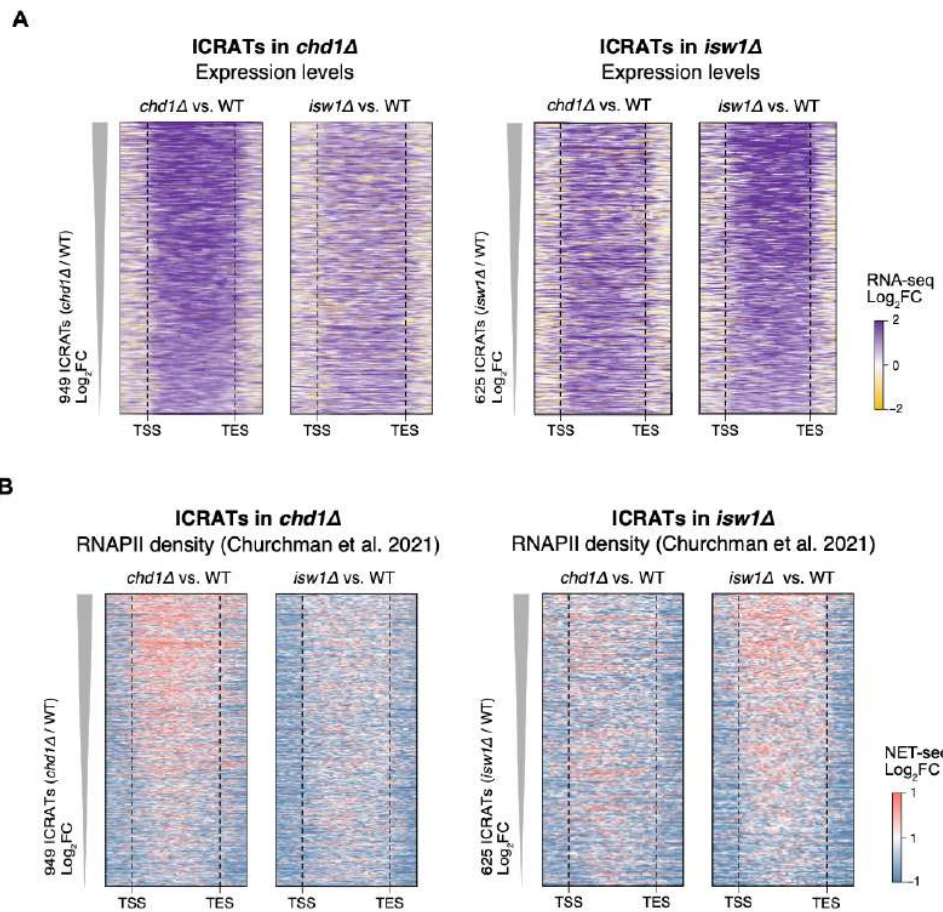 A
ICRATs in chd1Δ
Expression levels
chd1Δ vs. WT
isw1Δ vs. WT
949 ICRATs (chd1Δ / WT)
Log2FC
TSS
TES
TSS
TES
ICRATs in isw1Δ
Expression levels
chd1Δ vs. WT
isw1Δ vs. WT
625 ICRATs (isw1Δ / WT)
Log2FC
TSS
TES
TSS
TES
RNA-seq
Log2FC
2
0
-2
B
ICRATs in chd1Δ
RNAPII density (Churchman et al. 2021)
chd1Δ vs. WT
isw1Δ vs. WT
949 ICRATs (chd1Δ / WT)
Log2FC
TSS
TES
TSS
TES
ICRATs in isw1Δ
RNAPII density (Churchman et al. 2021)
chd1Δ vs. WT
isw1Δ vs. WT
625 ICRATs (isw1Δ / WT)
Log2FC
TSS
TES
TSS
TES
NET-seq
Log2FC
1
1
-1